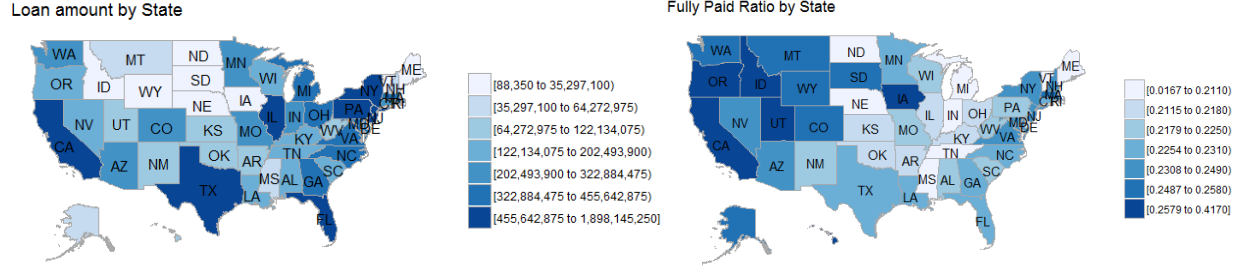 Loan amount by State
WA
MT
ND
MN
ME
OR
ID
SD
WI
MI
NY
VT
NH
WY
IA
PA
NE
NV
UT
CO
IL
IN
OH
NJ
MD
DE
CA
KS
MO
WV
VA
KY
AZ
NM
OK
AR
TN
NC
SC
MS
AL
GA
TX
LA
FL
[88,350 to 35,297,100)
[35,297,100 to 64,272,975)
[64,272,975 to 122,134,075)
[122,134,075 to 202,493,900)
[202,493,900 to 322,884,475)
[322,884,475 to 455,642,875)
[455,642,875 to 1,898,145,250]
Fully Paid Ratio by State
WA
MT
ND
MN
ME
OR
ID
SD
WI
MI
NY
VT
NH
WY
IA
PA
NE
NV
UT
CO
IL
IN
OH
NJ
MD
DE
CA
KS
MO
WV
VA
KY
AZ
NM
OK
AR
TN
NC
SC
MS
AL
GA
TX
LA
FL
[0.0167 to 0.2110)
[0.2115 to 0.2180)
[0.2179 to 0.2250)
[0.2254 to 0.2310)
[0.2308 to 0.2490)
[0.2487 to 0.2580)
[0.2579 to 0.4170]